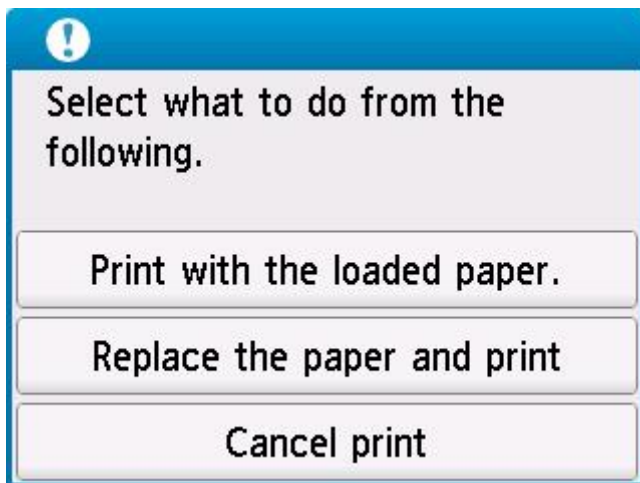 Select what to do from the
following.
Print with the loaded paper.
Replace the paper and print
Cancel print